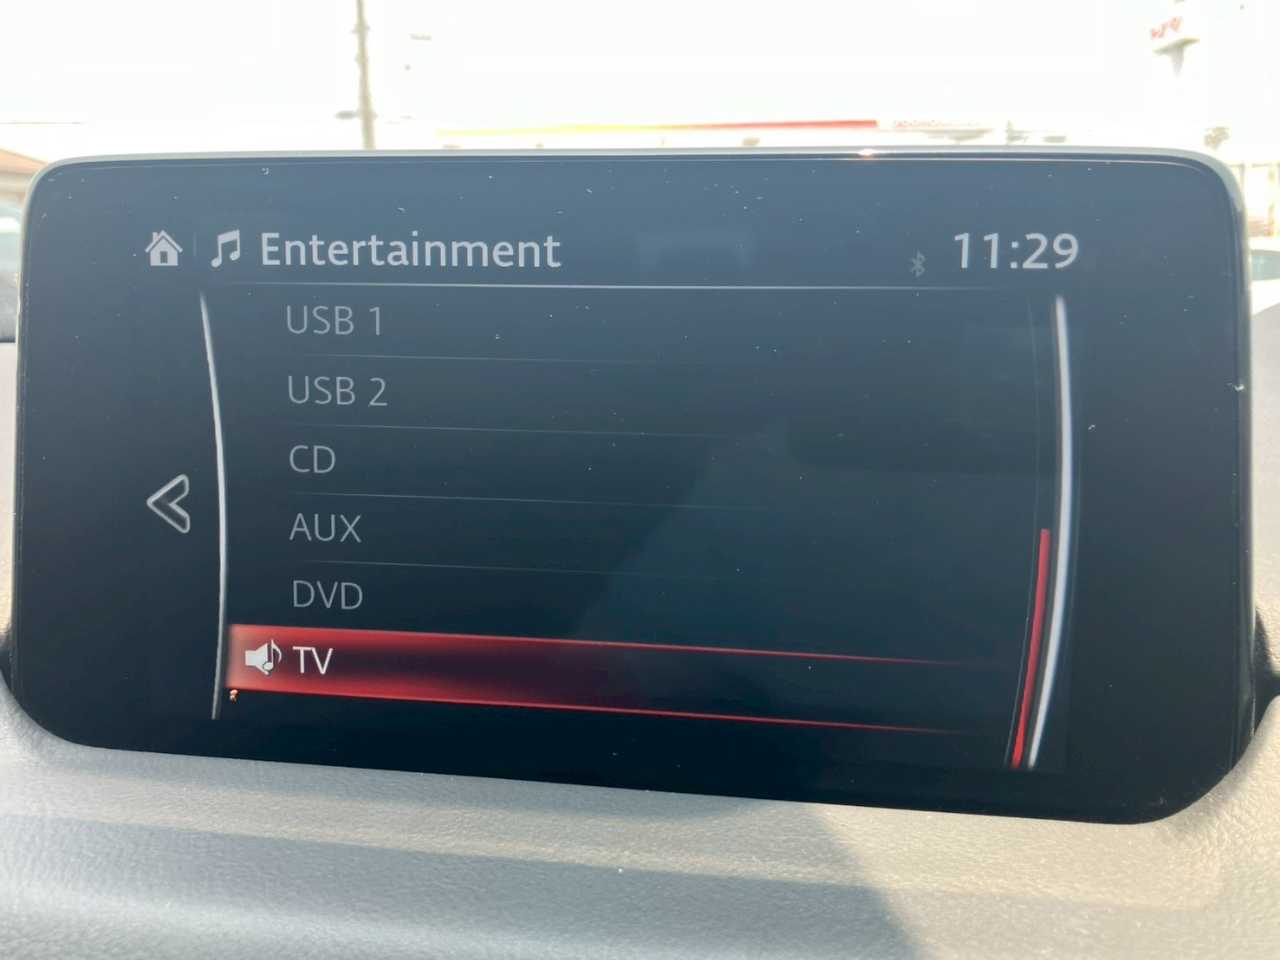 Entertainment 11:29
USB 1
USB 2
CD
AUX
DVD
TV